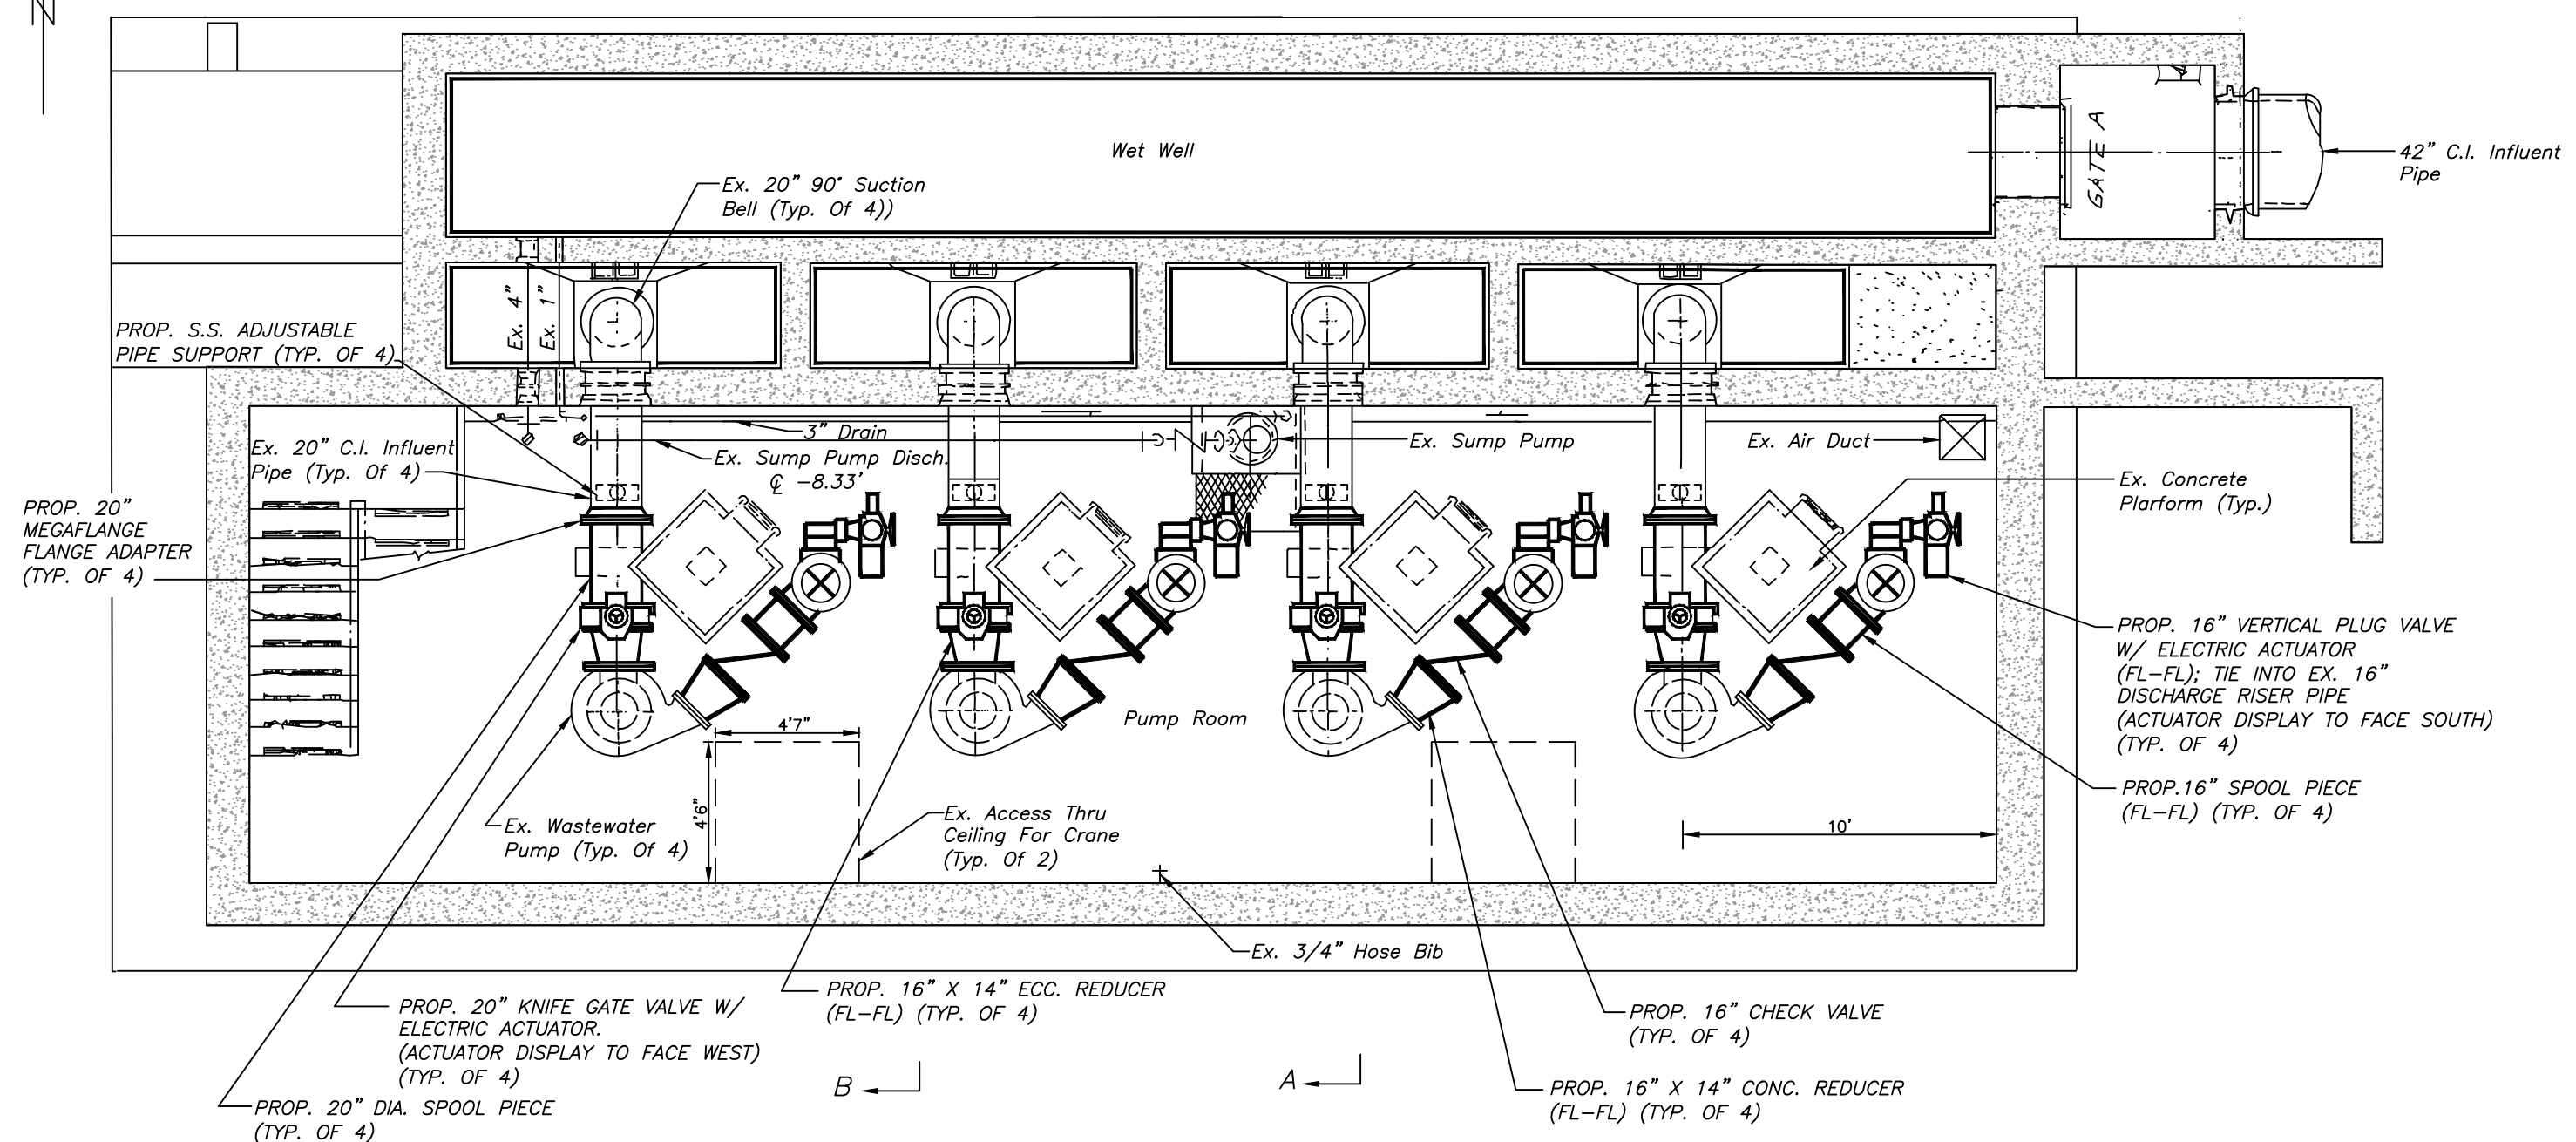 N
Wet Well
GATE A
42" C.I. Influent
Pipe
Ex. 20" 90° Suction
Bell (Typ. Of 4))
Ex. 4"
Ex. 1"
PROP. S.S. ADJUSTABLE
PIPE SUPPORT (TYP. OF 4)
3" Drain
Ex. Sump Pump
Ex. Air Duct
Ex. 20" C.I. Influent
Pipe (Typ. Of 4)
Ex. Sump Pump Disch.
℄ -8.33'
Ex. Concrete
Plarform (Typ.)
PROP. 20"
MEGAFLANGE
FLANGE ADAPTER
(TYP. OF 4)
PROP. 16" VERTICAL PLUG VALVE
W/ ELECTRIC ACTUATOR
(FL-FL); TIE INTO EX. 16"
DISCHARGE RISER PIPE
(ACTUATOR DISPLAY TO FACE SOUTH)
(TYP. OF 4)
Pump Room
4'7"
4'6"
PROP.16" SPOOL PIECE
(FL-FL) (TYP. OF 4)
Ex. Wastewater
Pump (Typ. Of 4)
Ex. Access Thru
Ceiling For Crane
(Typ. Of 2)
10'
Ex. 3/4" Hose Bib
PROP. 20" KNIFE GATE VALVE W/
ELECTRIC ACTUATOR.
(ACTUATOR DISPLAY TO FACE WEST)
(TYP. OF 4)
PROP. 16" X 14" ECC. REDUCER
(FL-FL) (TYP. OF 4)
PROP. 16" CHECK VALVE
(TYP. OF 4)
B
A
PROP. 16" X 14" CONC. REDUCER
(FL-FL) (TYP. OF 4)
PROP. 20" DIA. SPOOL PIECE
(TYP. OF 4)